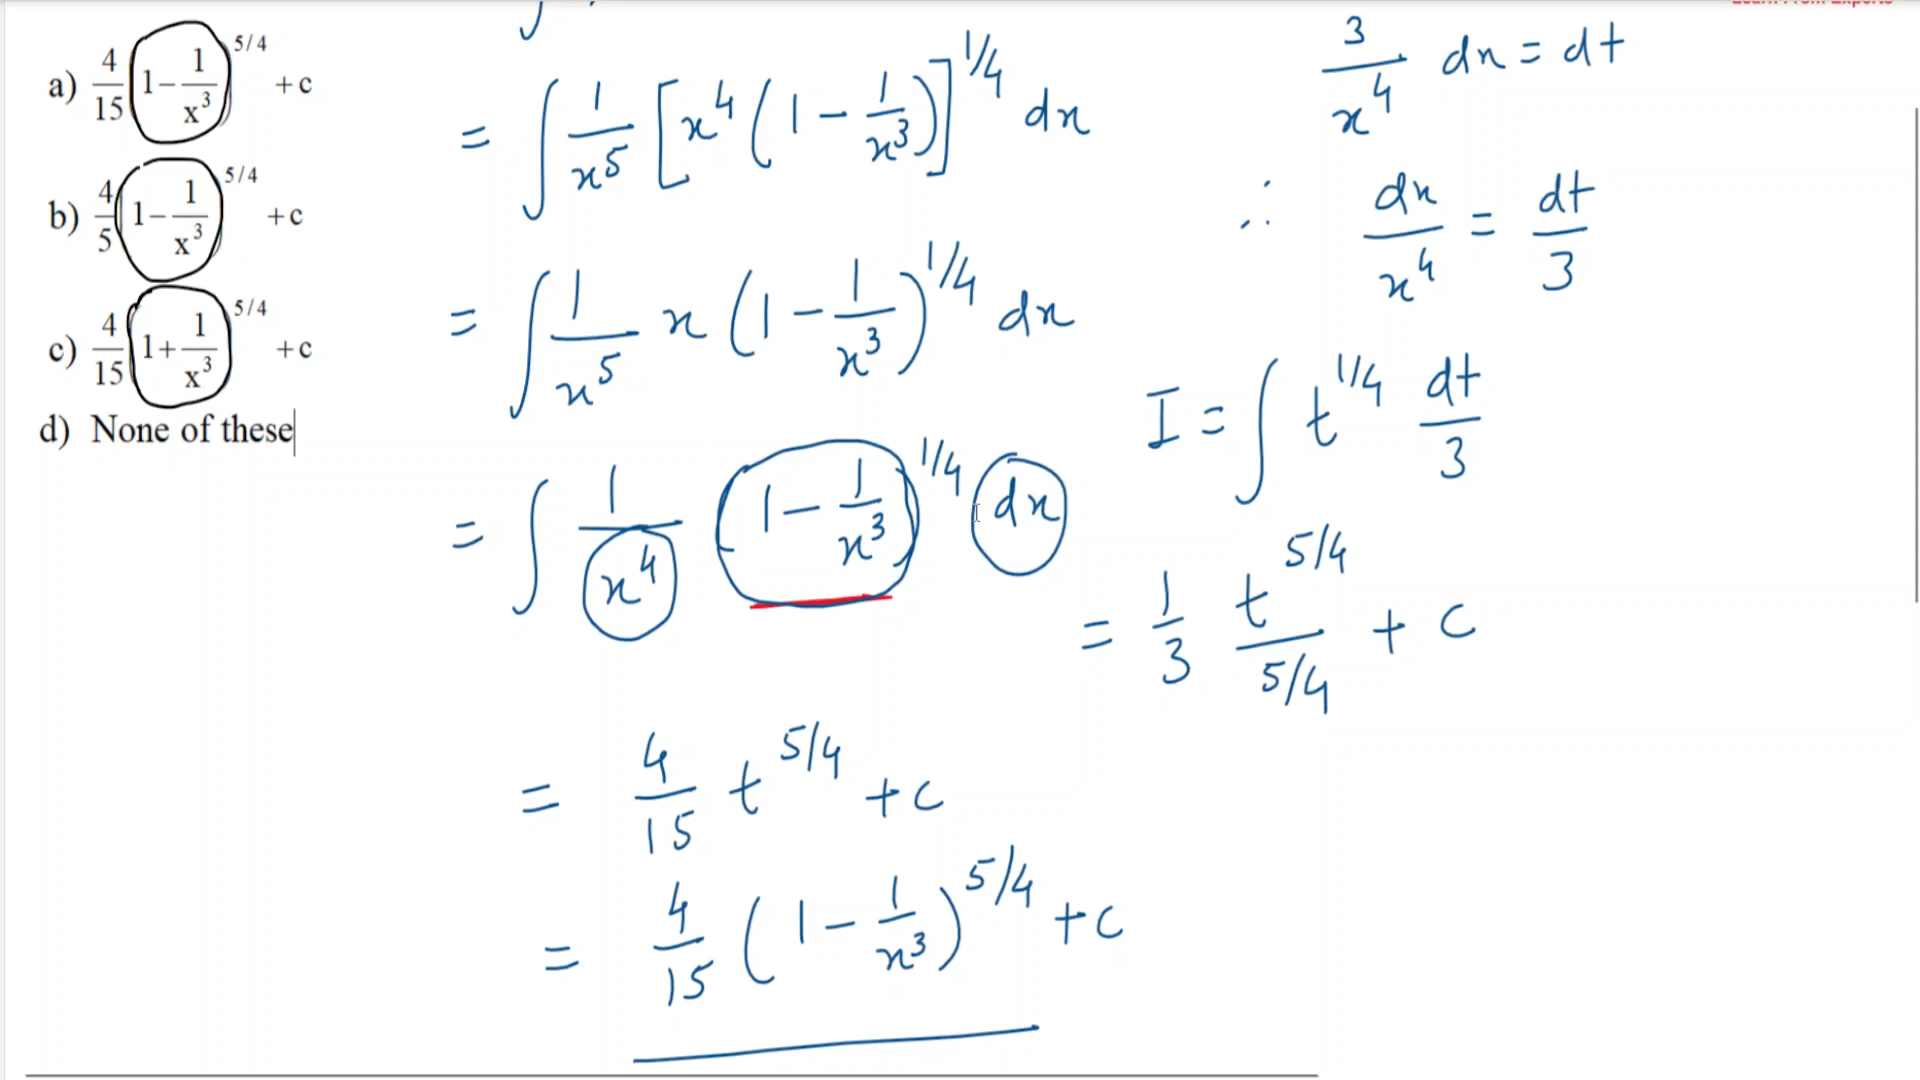 a) 4/15 (1 - 1/x^3)^5/4 + c
b) 4/5 (1 - 1/x^3)^5/4 + c
c) 4/15 (1 + 1/x^3)^5/4 + c
d) None of these
= ∫ 1/x^5 [x^4 (1 - 1/x^3)]^1/4 dx
= ∫ 1/x^5 x (1 - 1/x^3)^1/4 dx
= ∫ 1/x^4 (1 - 1/x^3)^1/4 dx
3/x^4 dx = dt
∴ dx/x^4 = dt/3
I = ∫ t^1/4 dt/3
= 1/3 t^5/4 / 5/4 + c
= 4/15 t^5/4 + c
= 4/15 (1 - 1/x^3)^5/4 + c